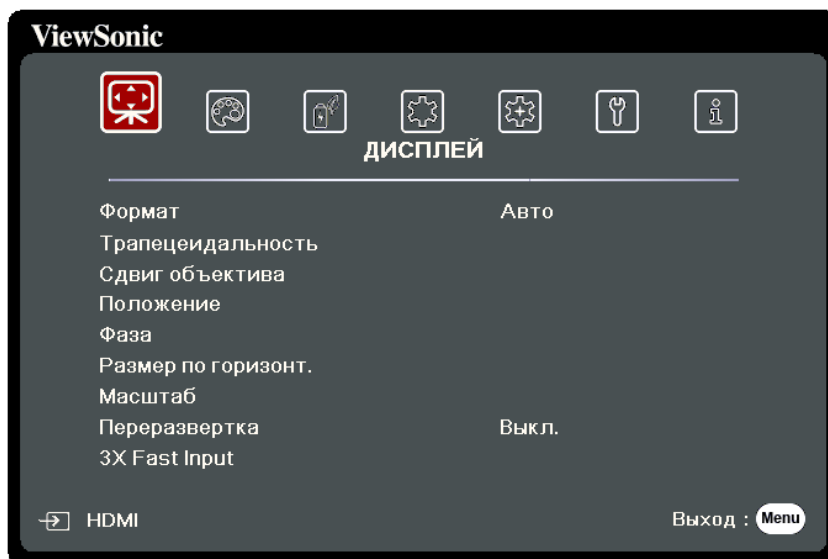 ViewSonic
ДИСПЛЕЙ
Формат Авто
Трапецеидальность
Сдвиг объектива
Положение
Фаза
Размер по горизонт.
Масштаб
Переразвертка Выкл.
3X Fast Input
HDMI Выход : Menu